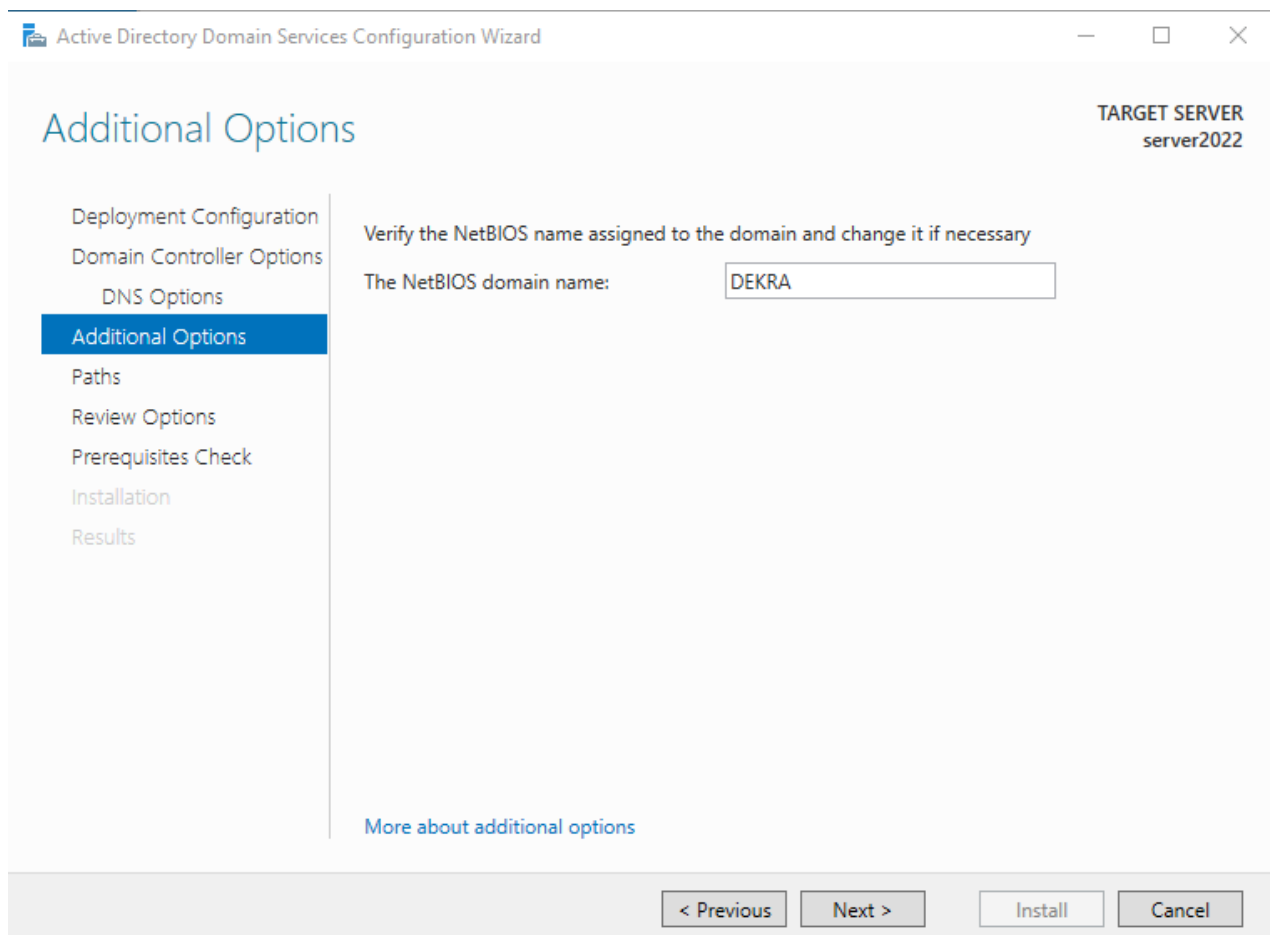 Active Directory Domain Services Configuration Wizard
Additional Options
TARGET SERVER
server2022
Deployment Configuration
Domain Controller Options
DNS Options
Additional Options
Paths
Review Options
Prerequisites Check
Installation
Results
Verify the NetBIOS name assigned to the domain and change it if necessary
The NetBIOS domain name: DEKRA
More about additional options
< Previous Next > Install Cancel